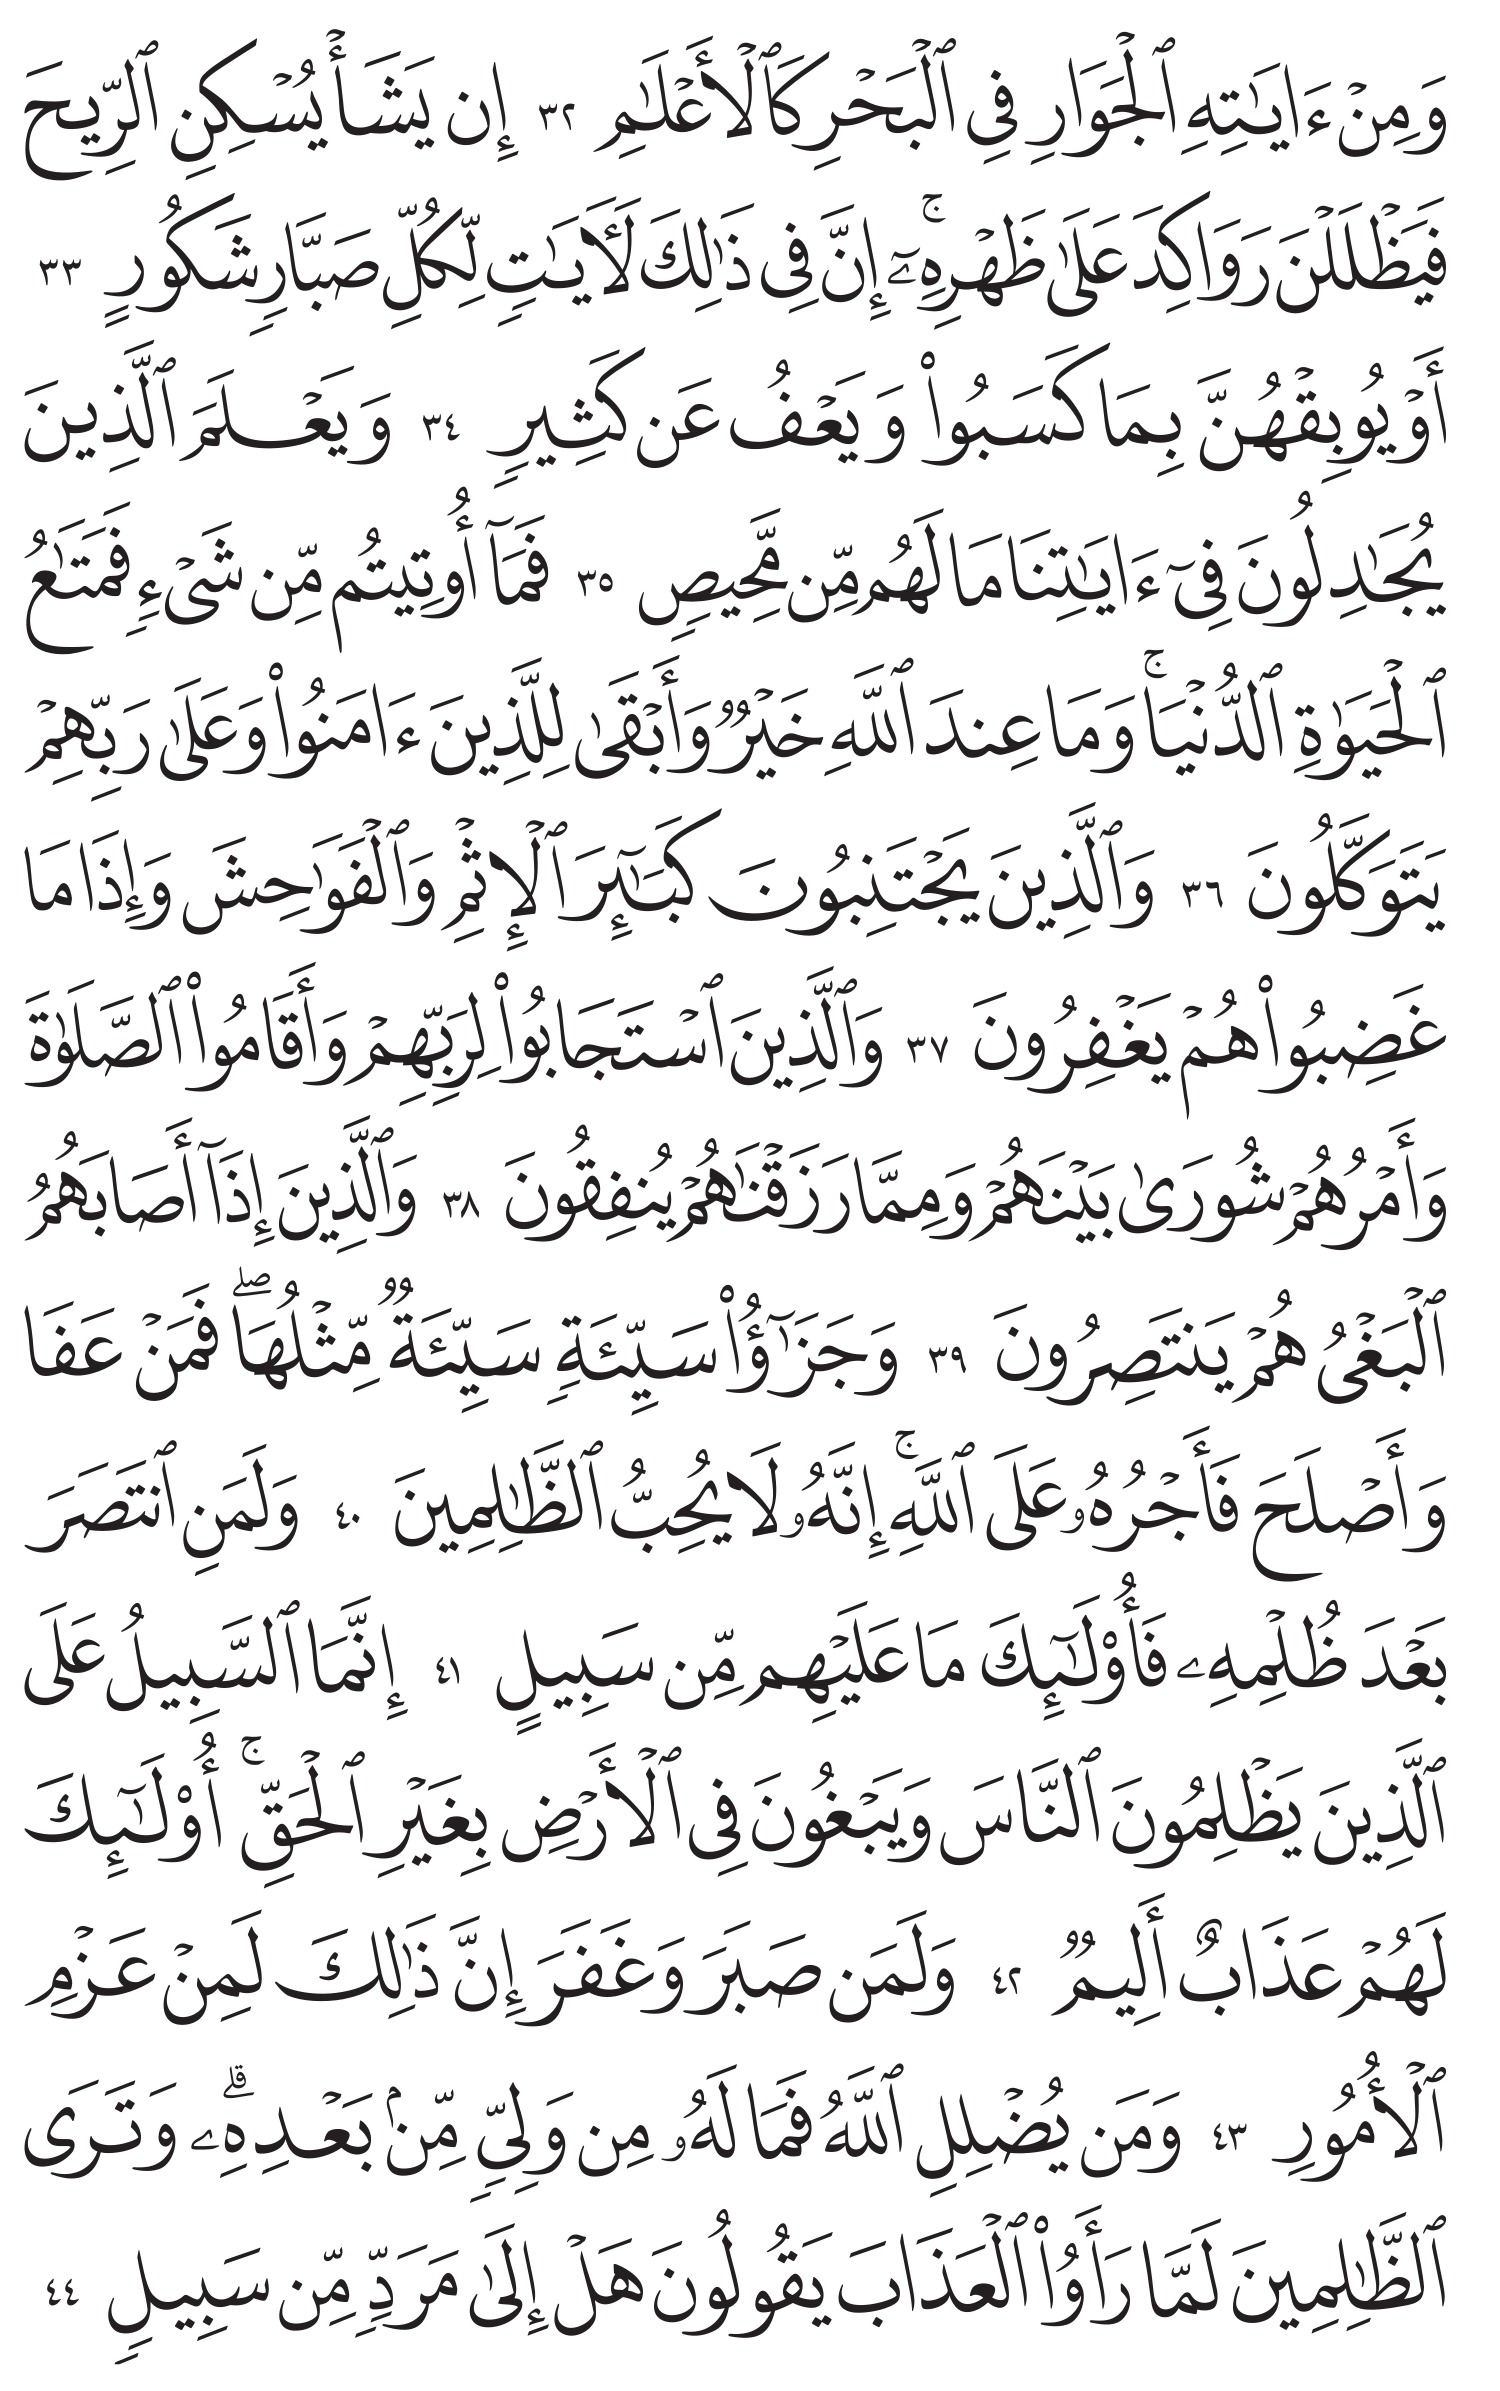 وَمِنْ ءَايَـٰتِهِ ٱلْجَوَارِ فِى ٱلْبَحْرِ كَٱلْأَعْلَـٰمِ ٣٢ إِن يَشَأْ يُسْكِنِ ٱلرِّيحَ
فَيَظْلَلْنَ رَوَاكِدَ عَلَىٰ ظَهْرِهِۦٓ ۚ إِنَّ فِى ذَٰلِكَ لَـَٔايَـٰتٍ لِّكُلِّ صَبَّارٍ شَكُورٍ ٣٣
أَوْ يُوبِقْهُنَّ بِمَا كَسَبُوا۟ وَيَعْفُ عَن كَثِيرٍ ٣٤ وَيَعْلَمَ ٱلَّذِينَ
يُجَـٰدِلُونَ فِىٓ ءَايَـٰتِنَا مَا لَهُم مِّن مَّحِيصٍ ٣٥ فَمَآ أُوتِيتُم مِّن شَىْءٍ فَمَتَـٰعُ
ٱلْحَيَوٰةِ ٱلدُّنْيَا ۚ وَمَا عِندَ ٱللَّهِ خَيْرٌ وَأَبْقَىٰ لِلَّذِينَ ءَامَنُوا۟ وَعَلَىٰ رَبِّهِمْ
يَتَوَكَّلُونَ ٣٦ وَٱلَّذِينَ يَجْتَنِبُونَ كَبَـٰٓئِرَ ٱلْإِثْمِ وَٱلْفَوَٰحِشَ وَإِذَا مَا
غَضِبُوا۟ هُمْ يَغْفِرُونَ ٣٧ وَٱلَّذِينَ ٱسْتَجَابُوا۟ لِرَبِّهِمْ وَأَقَامُوا۟ ٱلصَّلَوٰةَ
وَأَمْرُهُمْ شُورَىٰ بَيْنَهُمْ وَمِمَّا رَزَقْنَـٰهُمْ يُنفِقُونَ ٣٨ وَٱلَّذِينَ إِذَآ أَصَابَهُمُ
ٱلْبَغْىُ هُمْ يَنتَصِرُونَ ٣٩ وَجَزَٰٓؤُا۟ سَيِّئَةٍ سَيِّئَةٌ مِّثْلُهَا ۖ فَمَنْ عَفَا
وَأَصْلَحَ فَأَجْرُهُۥ عَلَى ٱللَّهِ ۚ إِنَّهُۥ لَا يُحِبُّ ٱلظَّـٰلِمِينَ ٤٠ وَلَمَنِ ٱنتَصَرَ
بَعْدَ ظُلْمِهِۦ فَأُو۟لَـٰٓئِكَ مَا عَلَيْهِم مِّن سَبِيلٍ ٤١ إِنَّمَا ٱلسَّبِيلُ عَلَى
ٱلَّذِينَ يَظْلِمُونَ ٱلنَّاسَ وَيَبْغُونَ فِى ٱلْأَرْضِ بِغَيْرِ ٱلْحَقِّ ۚ أُو۟لَـٰٓئِكَ
لَهُمْ عَذَابٌ أَلِيمٌ ٤٢ وَلَمَن صَبَرَ وَغَفَرَ إِنَّ ذَٰلِكَ لَمِنْ عَزْمِ
ٱلْأُمُورِ ٤٣ وَمَن يُضْلِلِ ٱللَّهُ فَمَا لَهُۥ مِن وَلِىٍّ مِّنۢ بَعْدِهِۦ ۗ وَتَرَى
ٱلظَّـٰلِمِينَ لَمَّا رَأَوُا۟ ٱلْعَذَابَ يَقُولُونَ هَلْ إِلَىٰ مَرَدٍّ مِّن سَبِيلٍ ٤٤